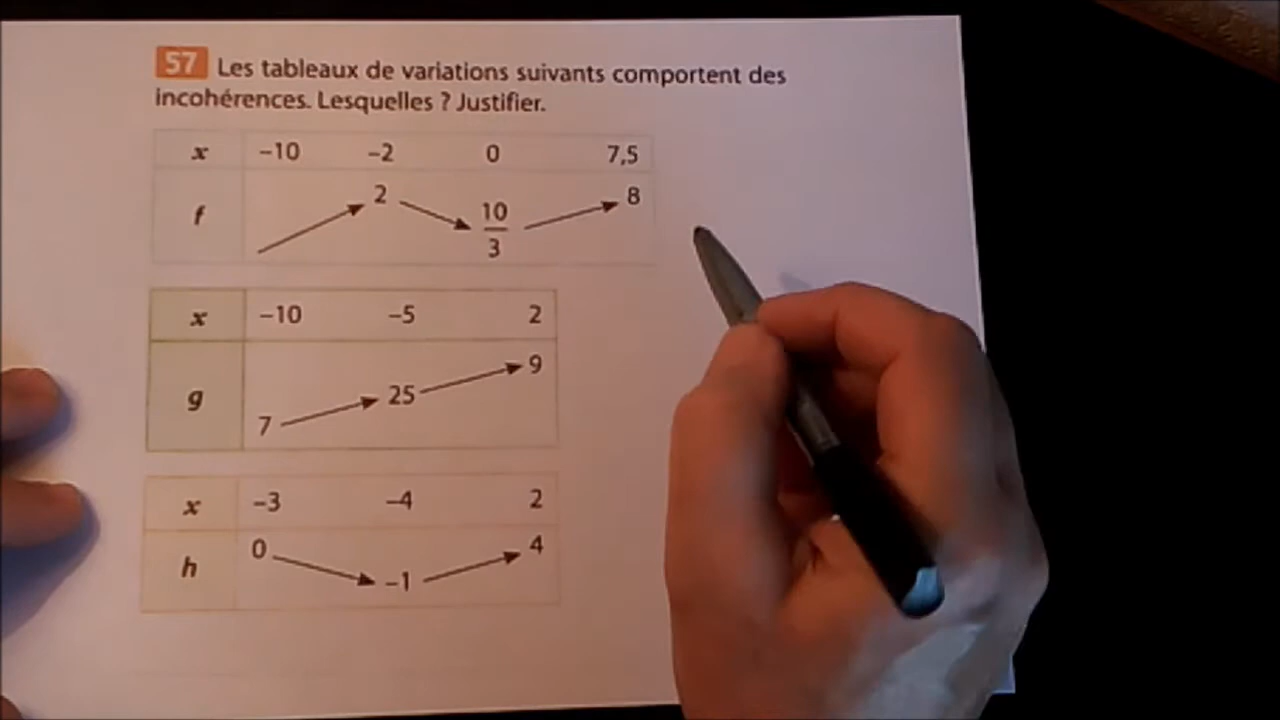 57 Les tableaux de variations suivants comportent des
incohérences. Lesquelles ? Justifier.
x −10 −2 0 7,5
f 2 10/3 8
x −10 −5 2
g 7 25 9
x −3 −4 2
h 0 −1 4